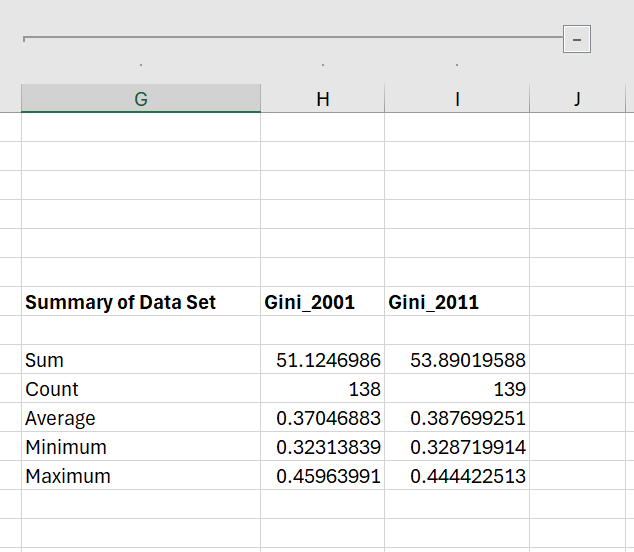 G H I J
Summary of Data Set Gini_2001 Gini_2011
Sum 51.1246986 53.89019588
Count 138 139
Average 0.37046883 0.387699251
Minimum 0.32313839 0.328719914
Maximum 0.45963991 0.444422513